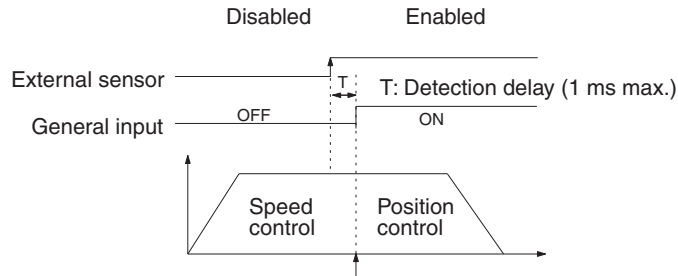 Disabled Enabled
External sensor
T
T: Detection delay (1 ms max.)
General input
OFF
ON
Speed
control
Position
control